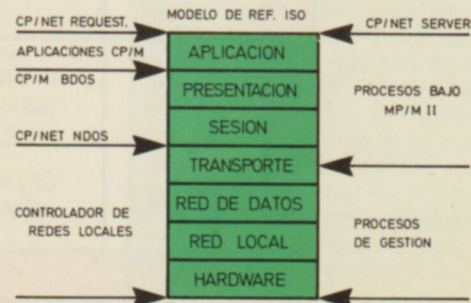 MODELO DE REF. ISO
CP/NET REQUEST.
CP/NET SERVER
APLICACIONES CP/M
CP/M BDOS
CP/NET NDOS
CONTROLADOR DE
REDES LOCALES
APLICACION
PRESENTACION
SESION
TRANSPORTE
RED DE DATOS
RED LOCAL
HARDWARE
PROCESOS BAJO
MP/M II
PROCESOS
DE GESTION